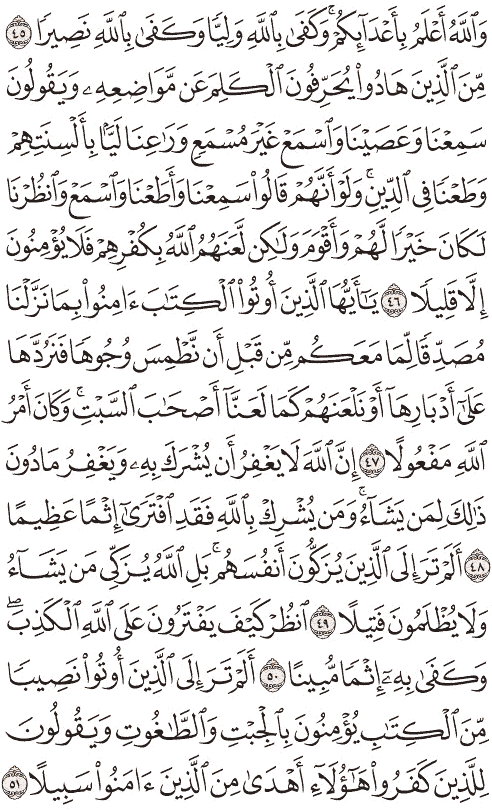 وَٱللَّهُ أَعْلَمُ بِأَعْدَآئِكُمْ ۚ وَكَفَىٰ بِٱللَّهِ وَلِيًّا وَكَفَىٰ بِٱللَّهِ نَصِيرًا ٤٥
مِّنَ ٱلَّذِينَ هَادُوا۟ يُحَرِّفُونَ ٱلْكَلِمَ عَن مَّوَاضِعِهِۦ وَيَقُولُونَ
سَمِعْنَا وَعَصَيْنَا وَٱسْمَعْ غَيْرَ مُسْمَعٍ وَرَٰعِنَا لَيًّۢا بِأَلْسِنَتِهِمْ
وَطَعْنًا فِى ٱلدِّينِ ۚ وَلَوْ أَنَّهُمْ قَالُوا۟ سَمِعْنَا وَأَطَعْنَا وَٱسْمَعْ وَٱنظُرْنَا
لَكَانَ خَيْرًا لَّهُمْ وَأَقْوَمَ وَلَٰكِن لَّعَنَهُمُ ٱللَّهُ بِكُفْرِهِمْ فَلَا يُؤْمِنُونَ
إِلَّا قَلِيلًا ٤٦ يَٰٓأَيُّهَا ٱلَّذِينَ أُوتُوا۟ ٱلْكِتَٰبَ ءَامِنُوا۟ بِمَا نَزَّلْنَا
مُصَدِّقًا لِّمَا مَعَكُم مِّن قَبْلِ أَن نَّطْمِسَ وُجُوهًا فَنَرُدَّهَا
عَلَىٰٓ أَدْبَارِهَآ أَوْ نَلْعَنَهُمْ كَمَا لَعَنَّآ أَصْحَٰبَ ٱلسَّبْتِ ۚ وَكَانَ أَمْرُ
ٱللَّهِ مَفْعُولًا ٤٧ إِنَّ ٱللَّهَ لَا يَغْفِرُ أَن يُشْرَكَ بِهِۦ وَيَغْفِرُ مَا دُونَ
ذَٰلِكَ لِمَن يَشَآءُ ۚ وَمَن يُشْرِكْ بِٱللَّهِ فَقَدِ ٱفْتَرَىٰٓ إِثْمًا عَظِيمًا
٤٨ أَلَمْ تَرَ إِلَى ٱلَّذِينَ يُزَكُّونَ أَنفُسَهُم ۚ بَلِ ٱللَّهُ يُزَكِّى مَن يَشَآءُ
وَلَا يُظْلَمُونَ فَتِيلًا ٤٩ ٱنظُرْ كَيْفَ يَفْتَرُونَ عَلَى ٱللَّهِ ٱلْكَذِبَ ۖ
وَكَفَىٰ بِهِۦٓ إِثْمًا مُّبِينًا ٥٠ أَلَمْ تَرَ إِلَى ٱلَّذِينَ أُوتُوا۟ نَصِيبًا
مِّنَ ٱلْكِتَٰبِ يُؤْمِنُونَ بِٱلْجِبْتِ وَٱلطَّٰغُوتِ وَيَقُولُونَ
لِلَّذِينَ كَفَرُوا۟ هَٰٓؤُلَآءِ أَهْدَىٰ مِنَ ٱلَّذِينَ ءَامَنُوا۟ سَبِيلًا ٥١